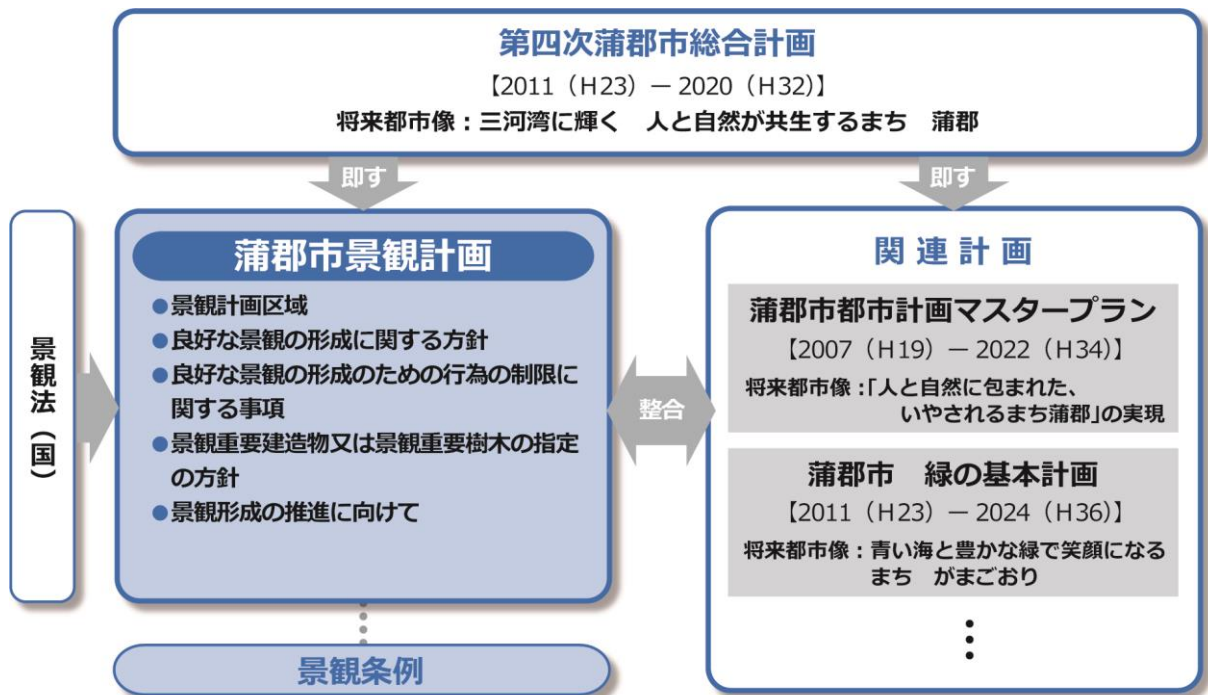 第四次蒲郡市総合計画
【2011（H23）― 2020（H32）】
将来都市像：三河湾に輝く　人と自然が共生するまち　蒲郡
即す
即す
景観法（国）
蒲郡市景観計画
●景観計画区域
●良好な景観の形成に関する方針
●良好な景観の形成のための行為の制限に
関する事項
●景観重要建造物又は景観重要樹木の指定
の方針
●景観形成の推進に向けて
整合
関連計画
蒲郡市都市計画マスタープラン
【2007（H19）― 2022（H34）】
将来都市像：「人と自然に包まれた、
いやされるまち蒲郡」の実現
蒲郡市　緑の基本計画
【2011（H23）― 2024（H36）】
将来都市像：青い海と豊かな緑で笑顔になる
まち　がまごおり
景観条例